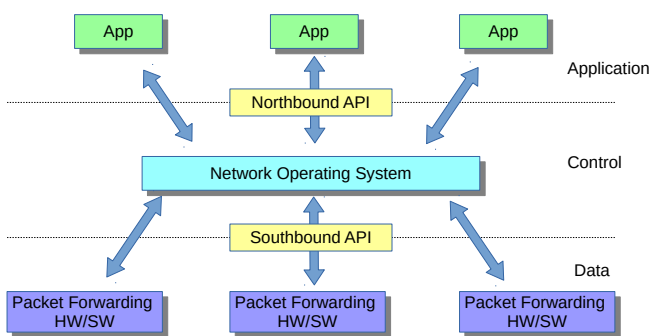 App
App
App
Application
Northbound API
Network Operating System
Control
Southbound API
Data
Packet Forwarding
HW/SW
Packet Forwarding
HW/SW
Packet Forwarding
HW/SW